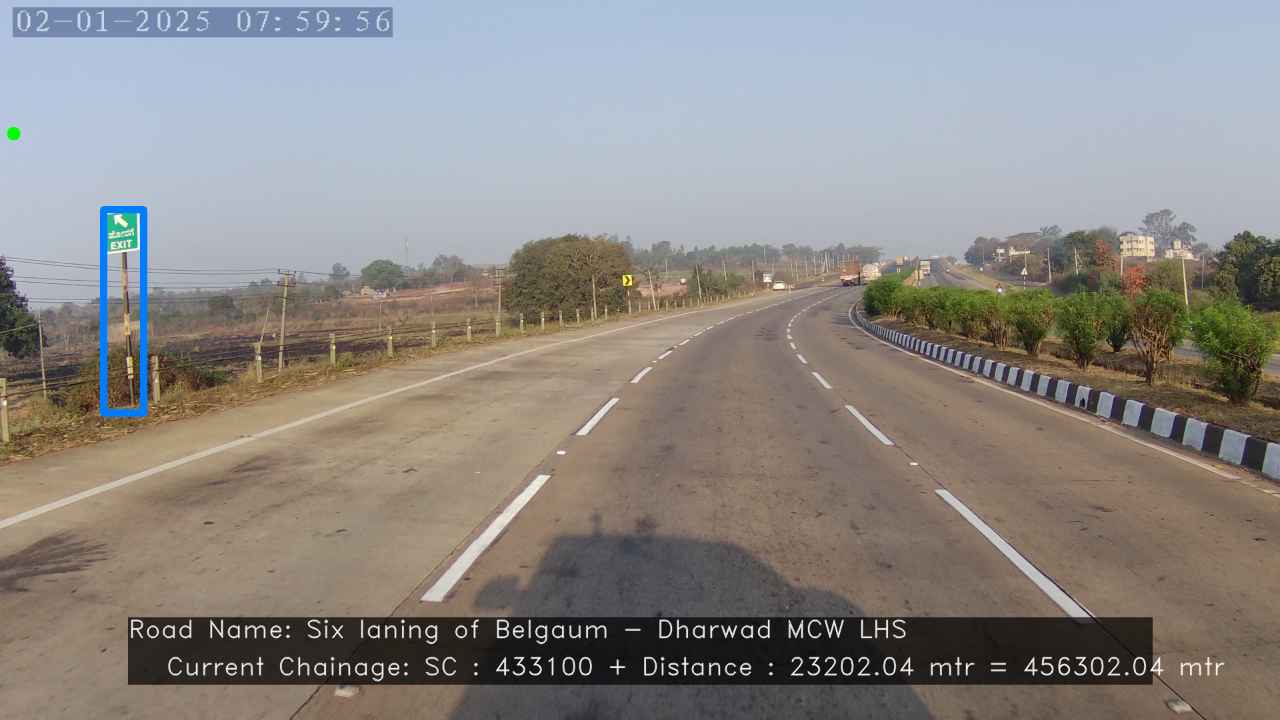 02-01-2025 07:59:56
EXIT
Road Name: Six laning of Belgaum - Dharwad MCW LHS
Current Chainage: SC : 433100 + Distance : 23202.04 mtr = 456302.04 mtr